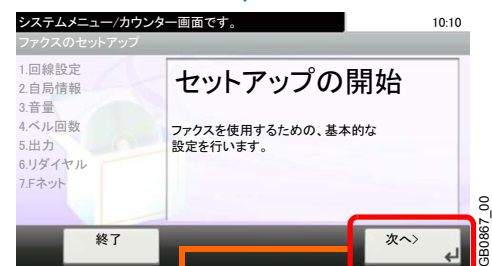 システムメニュー/カウンター画面です。
10:10
ファクスのセットアップ
1.回線設定
2.自局情報
3.音量
4.ベル回数
5.出力
6.リダイヤル
7.Fネット
セットアップの開始
ファクスを使用するための、基本的な
設定を行います。
終了
次へ>
GB0867_00